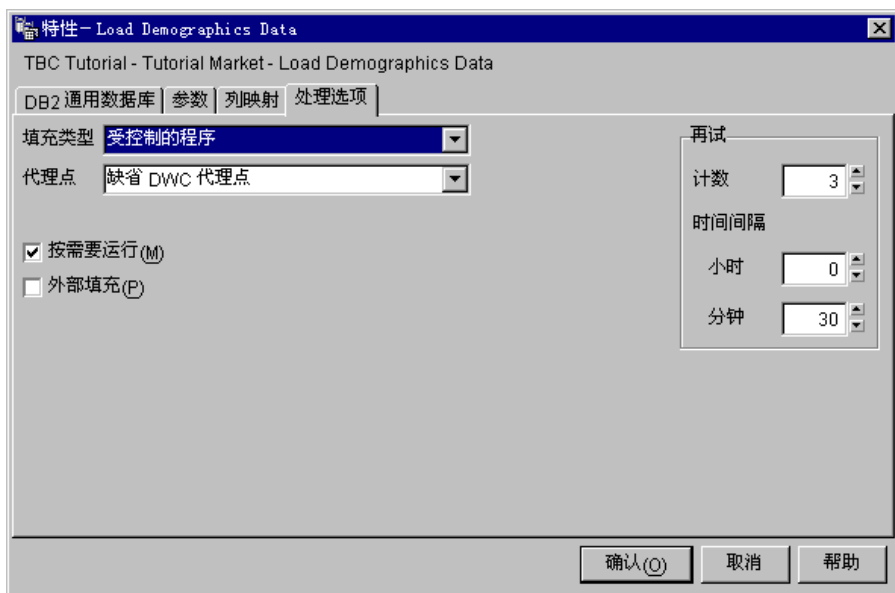 特性－Load Demographics Data
TBC Tutorial - Tutorial Market - Load Demographics Data
DB2 通用数据库 参数 列映射 处理选项
填充类型 受控制的程序
代理点 缺省 DWC 代理点
按需要运行(M)
外部填充(P)
再试
计数 3
时间间隔
小时 0
分钟 30
确认(O) 取消 帮助